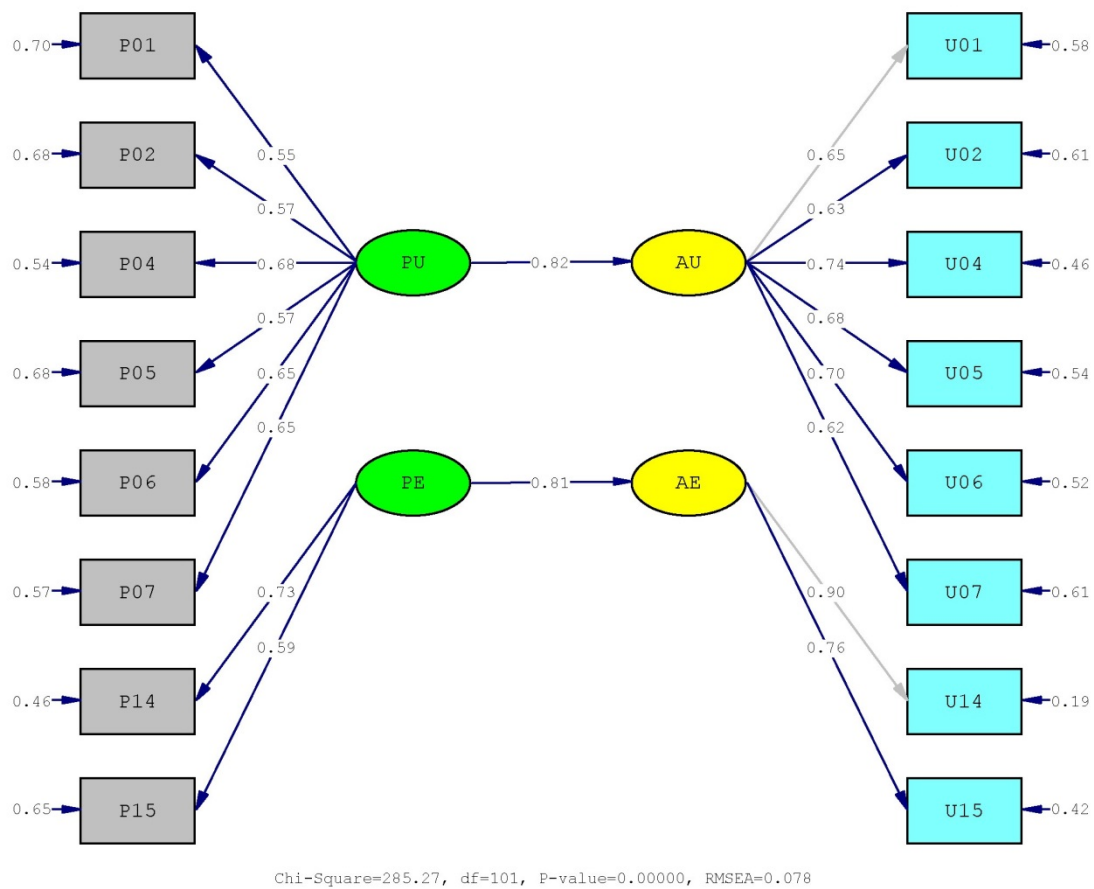 0.70 P01 U01 0.58
0.55 0.65
0.68 P02 U02 0.61
0.57 0.63
0.54 P04 0.68 PU 0.82 AU 0.74 U04 0.46
0.57 0.68
0.68 P05 0.65 0.70 U05 0.54
0.65 0.62
0.58 P06 PE 0.81 AE U06 0.52
0.57 P07 0.73 0.90 U07 0.61
0.59 0.76
0.46 P14 U14 0.19
0.65 P15 U15 0.42
Chi-Square=285.27, df=101, P-value=0.00000, RMSEA=0.078